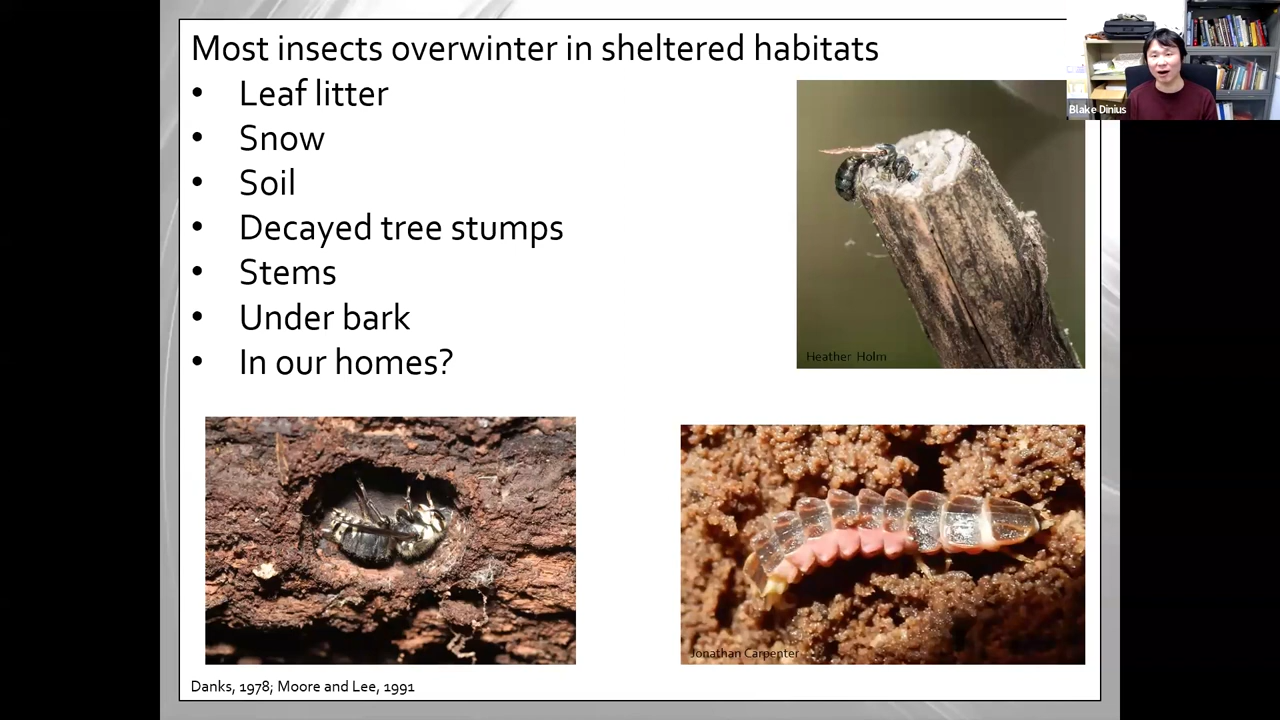 Most insects overwinter in sheltered habitats
• Leaf litter
• Snow
• Soil
• Decayed tree stumps
• Stems
• Under bark
• In our homes?
Blake Dinius
Heather Holm
Jonathan Carpenter
Danks, 1978; Moore and Lee, 1991